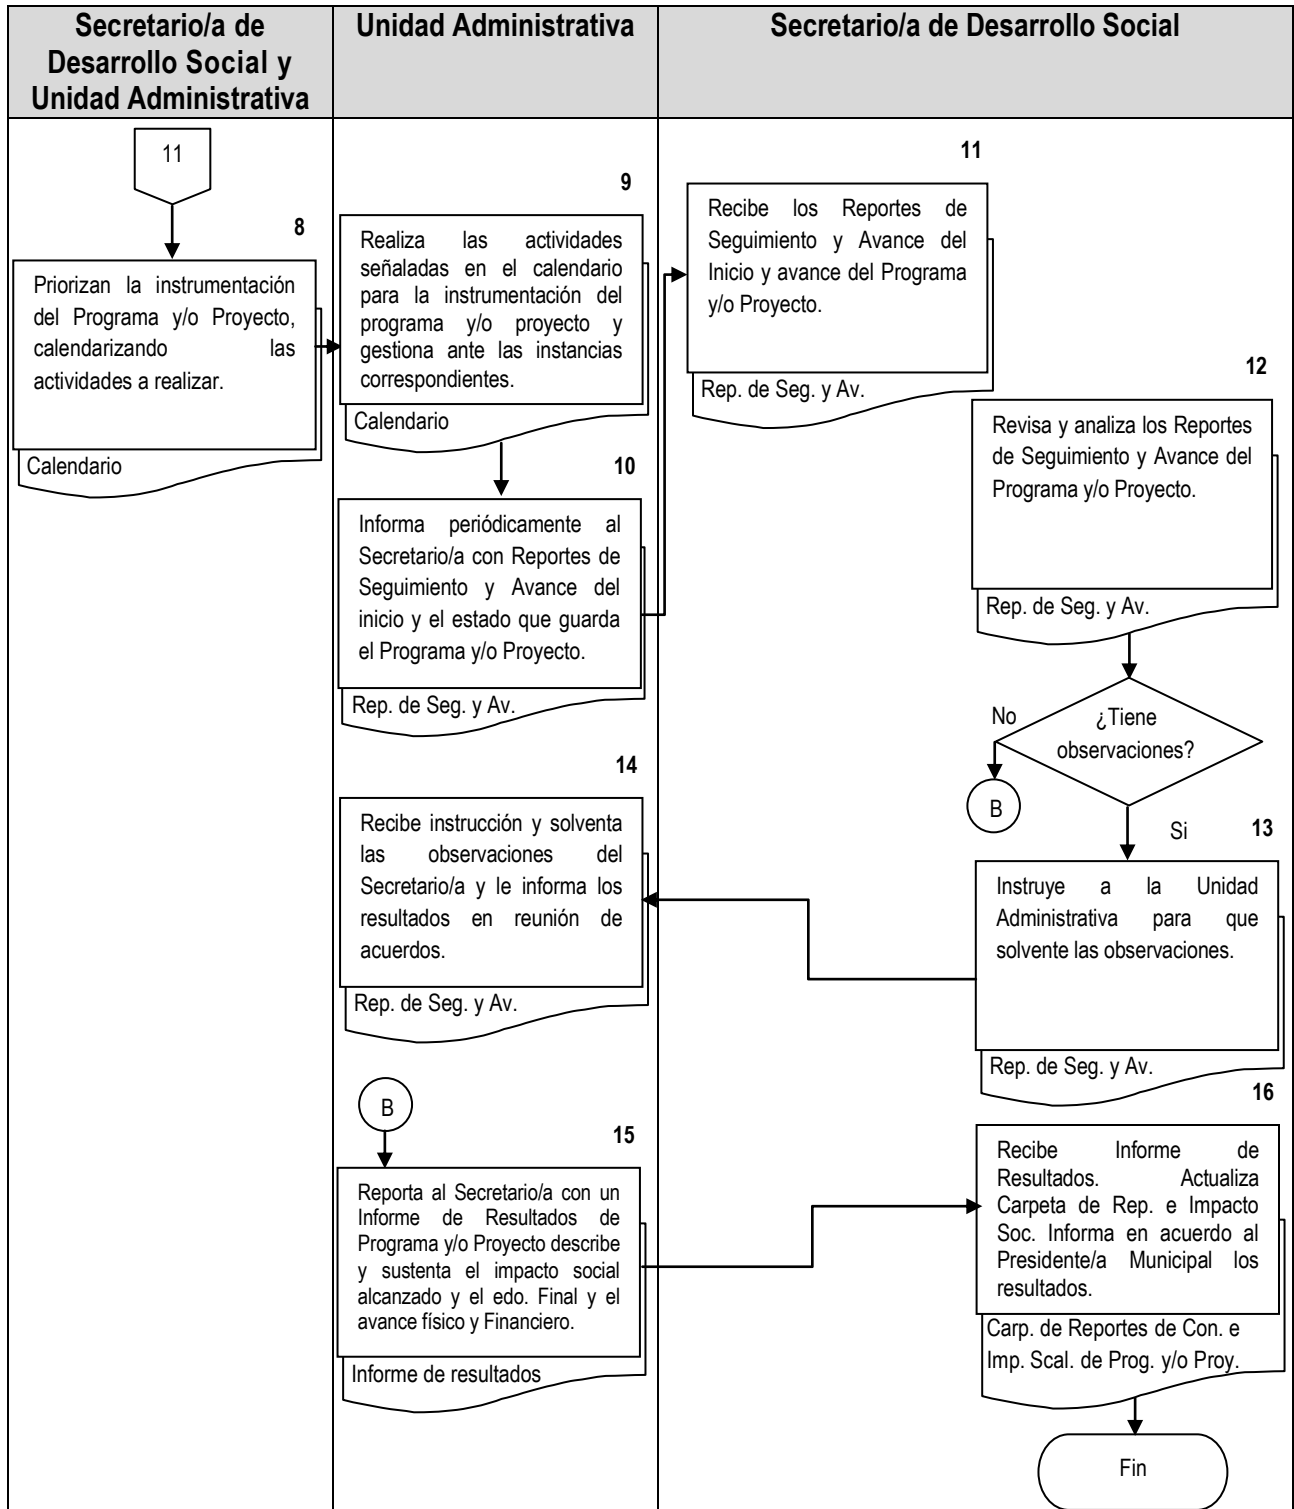 Secretario/a de
Desarrollo Social y
Unidad Administrativa
Unidad Administrativa
Secretario/a de Desarrollo Social
11
8
Priorizan la instrumentación
del Programa y/o Proyecto,
calendarizando las
actividades a realizar.
Calendario
9
Realiza las actividades
señaladas en el calendario
para la instrumentación del
programa y/o proyecto y
gestiona ante las instancias
correspondientes.
Calendario
10
Informa periódicamente al
Secretario/a con Reportes de
Seguimiento y Avance del
inicio y el estado que guarda
el Programa y/o Proyecto.
Rep. de Seg. y Av.
11
Recibe los Reportes de
Seguimiento y Avance del
Inicio y avance del Programa
y/o Proyecto.
Rep. de Seg. y Av.
12
Revisa y analiza los Reportes
de Seguimiento y Avance del
Programa y/o Proyecto.
Rep. de Seg. y Av.
¿Tiene
observaciones?
No
B
Si
13
Instruye a la Unidad
Administrativa para que
solvente las observaciones.
Rep. de Seg. y Av.
14
Recibe instrucción y solventa
las observaciones del
Secretario/a y le informa los
resultados en reunión de
acuerdos.
Rep. de Seg. y Av.
B
15
Reporta al Secretario/a con un
Informe de Resultados de
Programa y/o Proyecto describe
y sustenta el impacto social
alcanzado y el edo. Final y el
avance físico y Financiero.
Informe de resultados
16
Recibe Informe de
Resultados. Actualiza
Carpeta de Rep. e Impacto
Soc. Informa en acuerdo al
Presidente/a Municipal los
resultados.
Carp. de Reportes de Con. e
Imp. Scal. de Prog. y/o Proy.
Fin